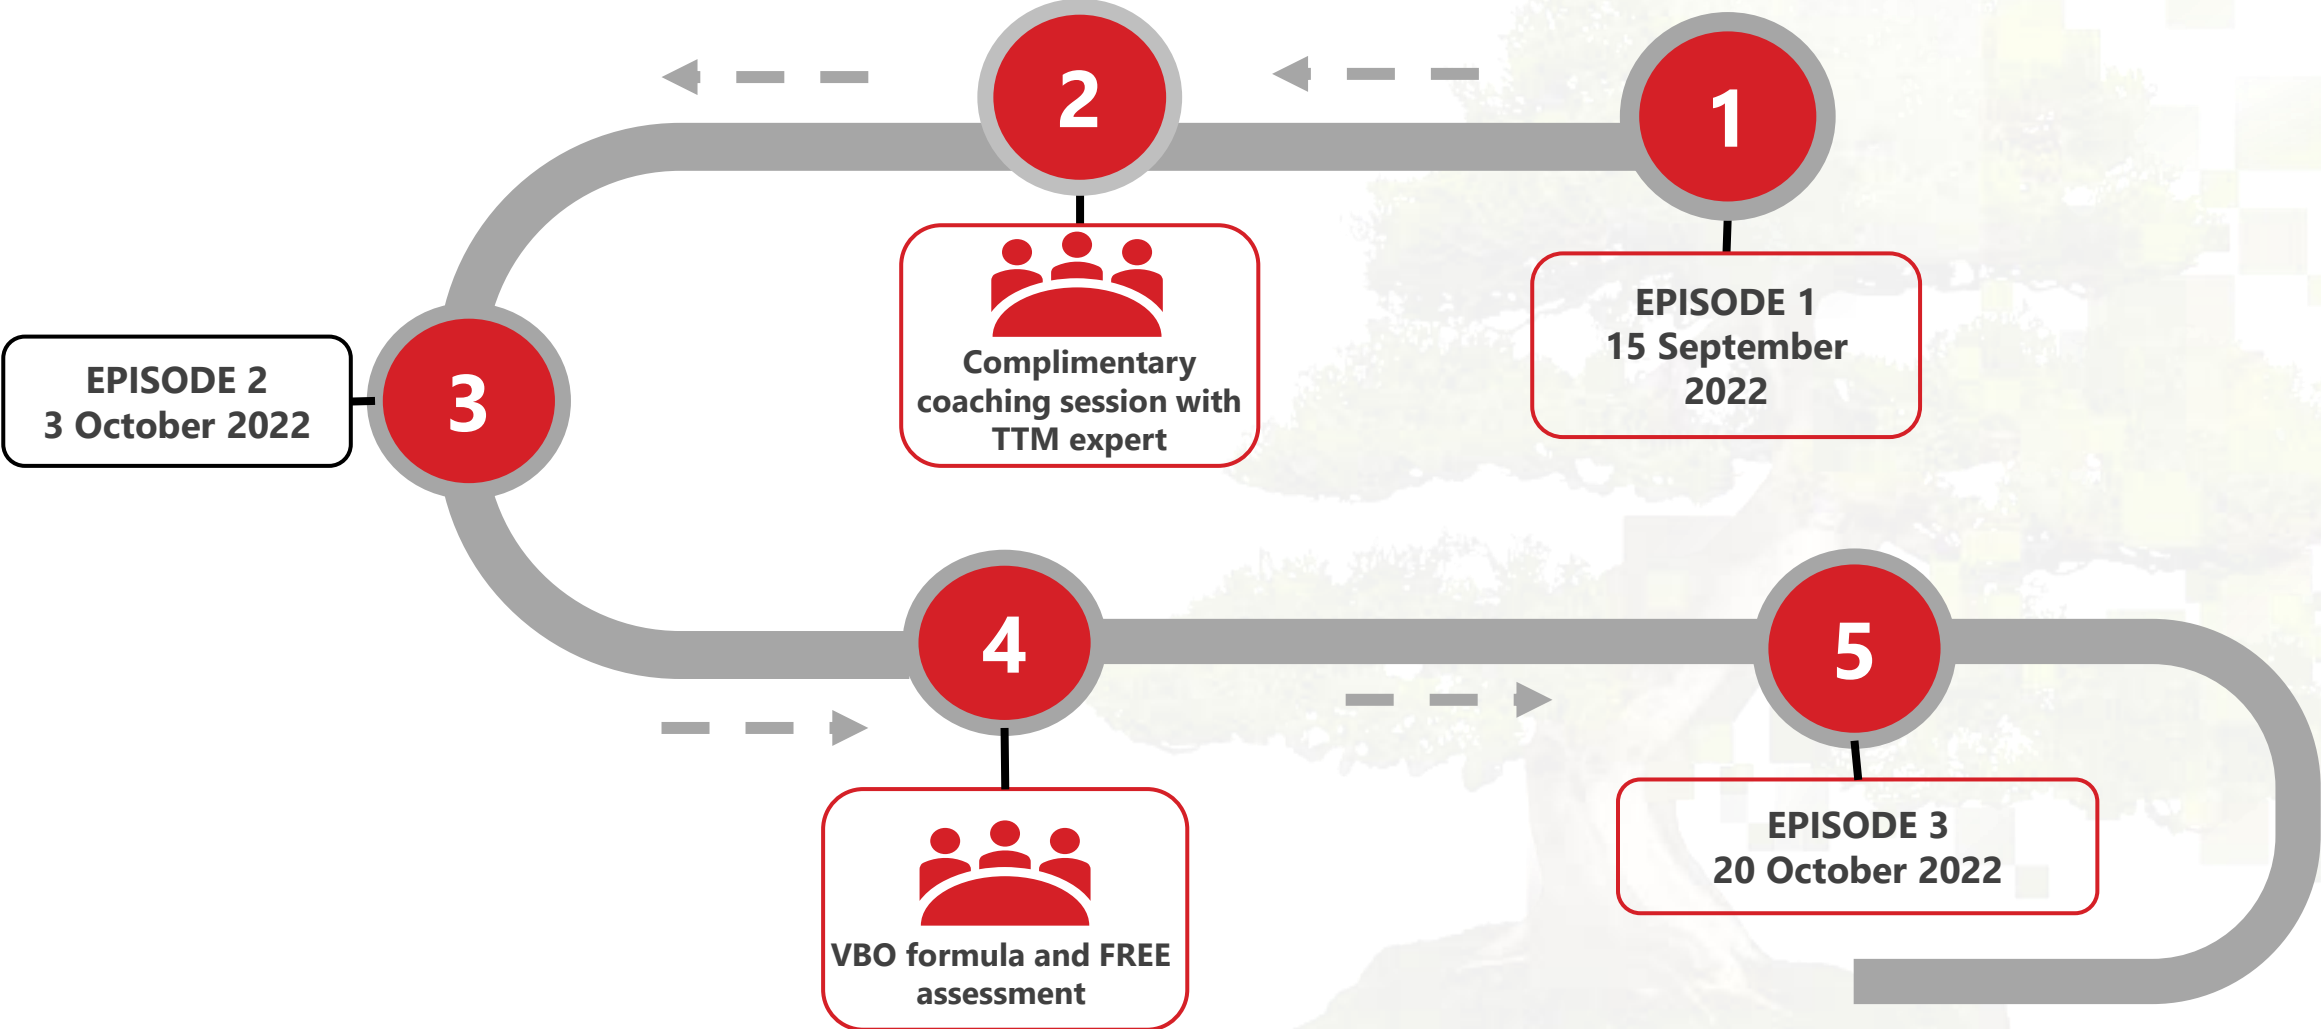 1
EPISODE 1
15 September
2022
2
Complimentary
coaching session with
TTM expert
3
EPISODE 2
3 October 2022
4
VBO formula and FREE
assessment
5
EPISODE 3
20 October 2022